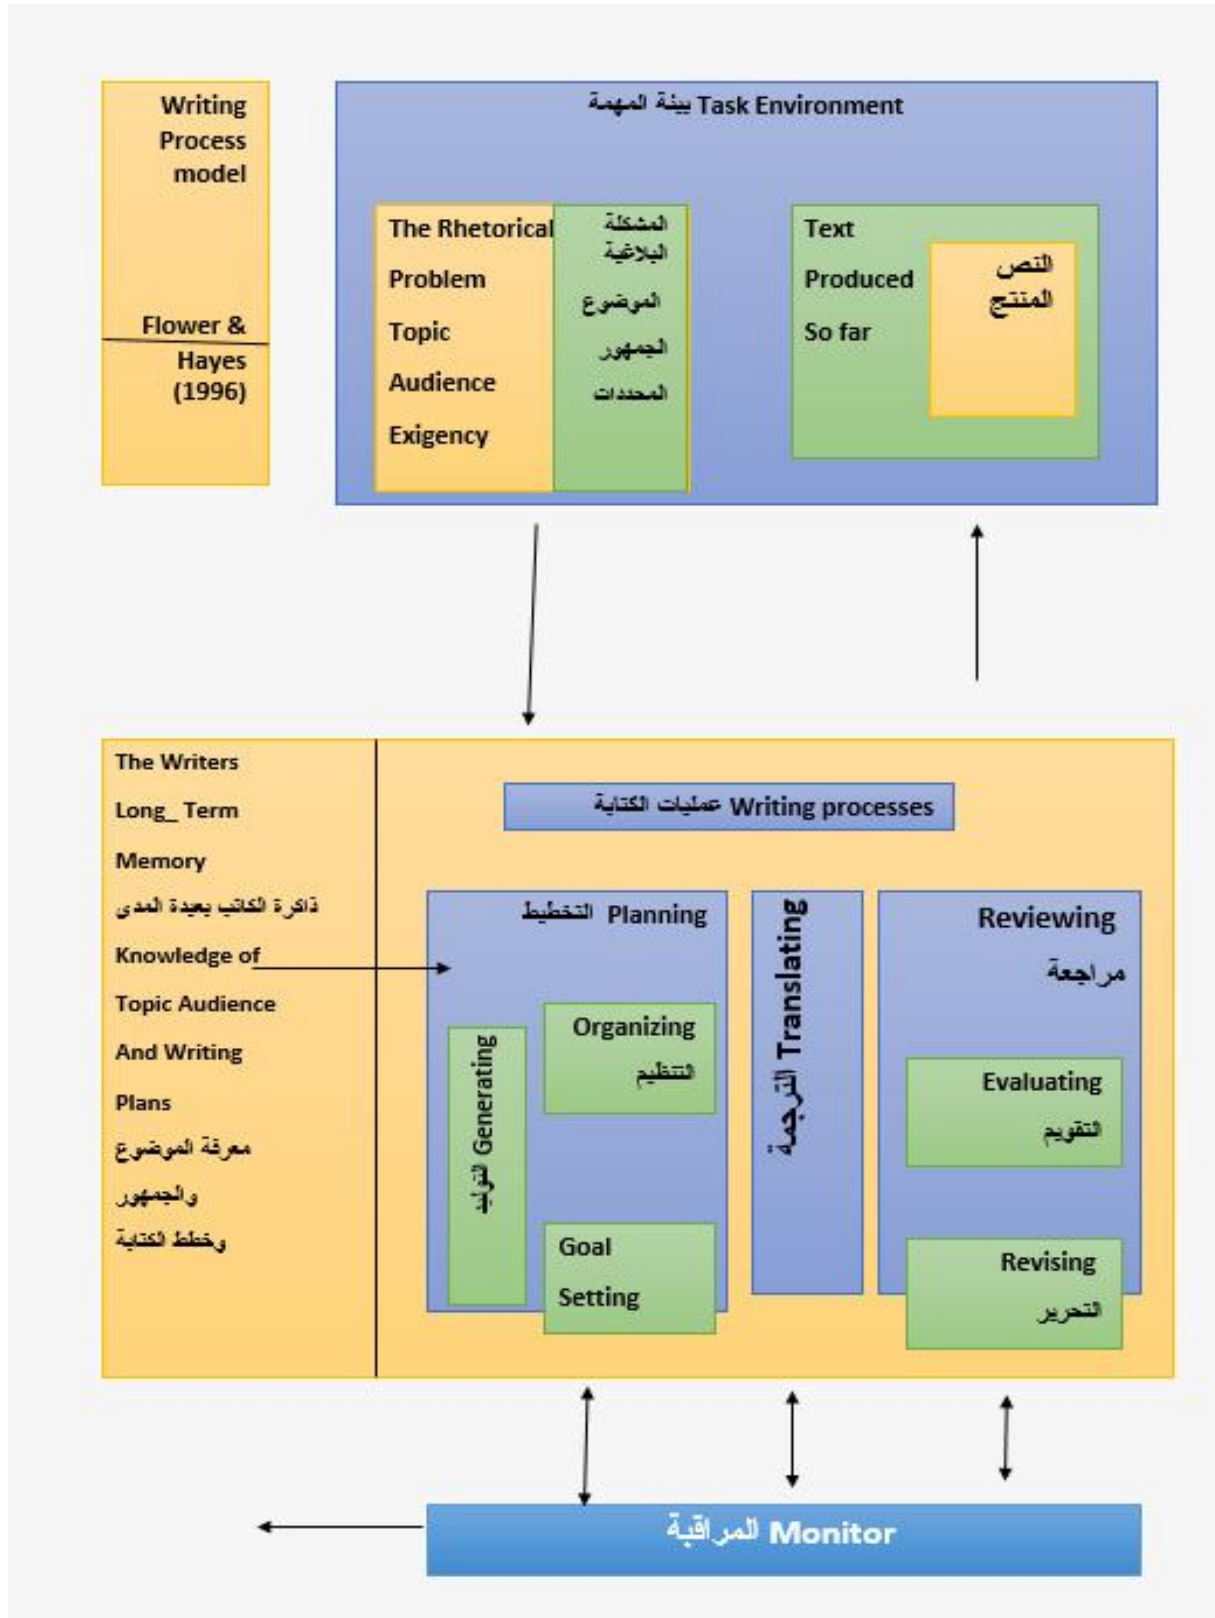 Writing
Process
model
Flower &
Hayes
(1996)
بيئة المهمة Task Environment
The Rhetorical
Problem
Topic
Audience
Exigency
المشكلة
البلاغية
الموضوع
الجمهور
المحددات
Text
Produced
So far
النص
المنتج
The Writers
Long_ Term
Memory
ذاكرة الكاتب بعيدة المدى
Knowledge of
Topic Audience
And Writing
Plans
معرفة الموضوع
والجمهور
وخطط الكتابة
عمليات الكتابة Writing processes
التخطيط Planning
التوليد Generating
Organizing
التنظيم
Goal
Setting
الترجمة Translating
Reviewing
مراجعة
Evaluating
التقويم
Revising
التحرير
المراقبة Monitor